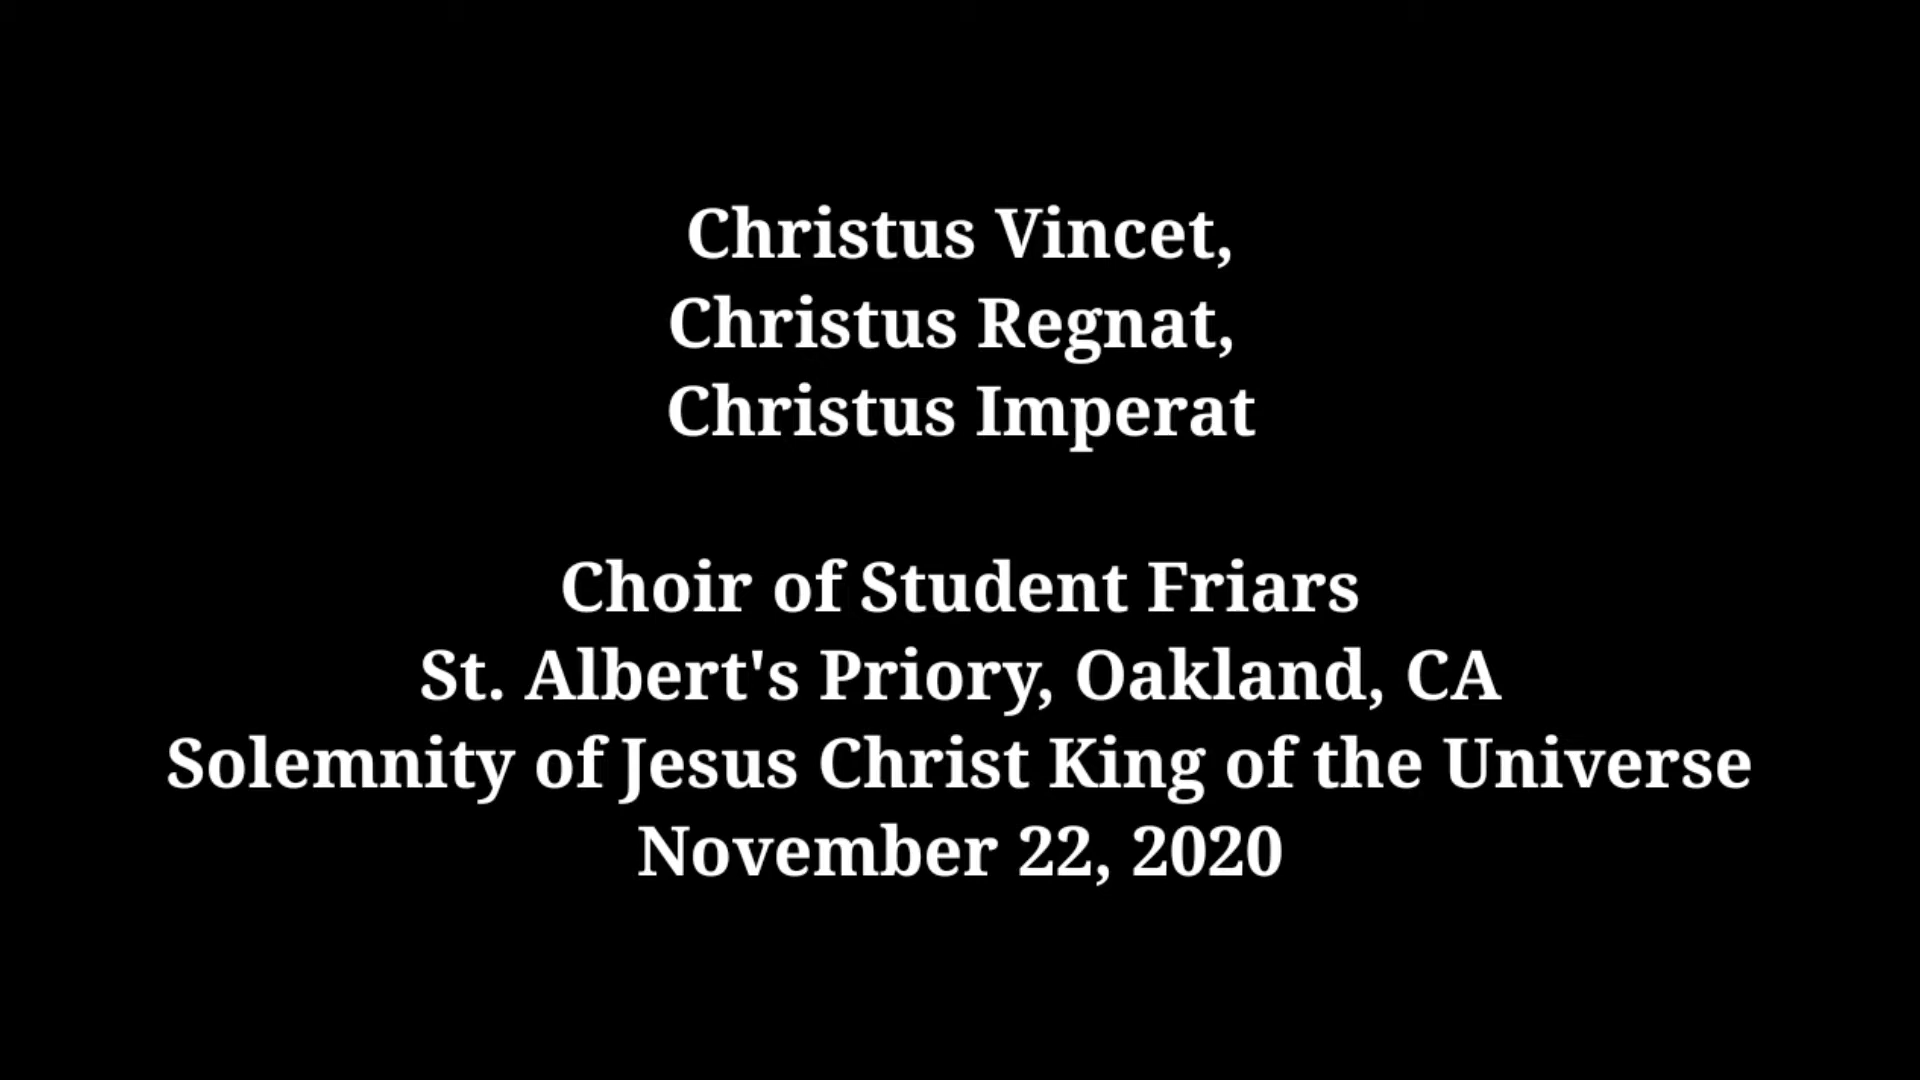 Christus Vincet,
Christus Regnat,
Christus Imperat
Choir of Student Friars
St. Albert's Priory, Oakland, CA
Solemnity of Jesus Christ King of the Universe
November 22, 2020